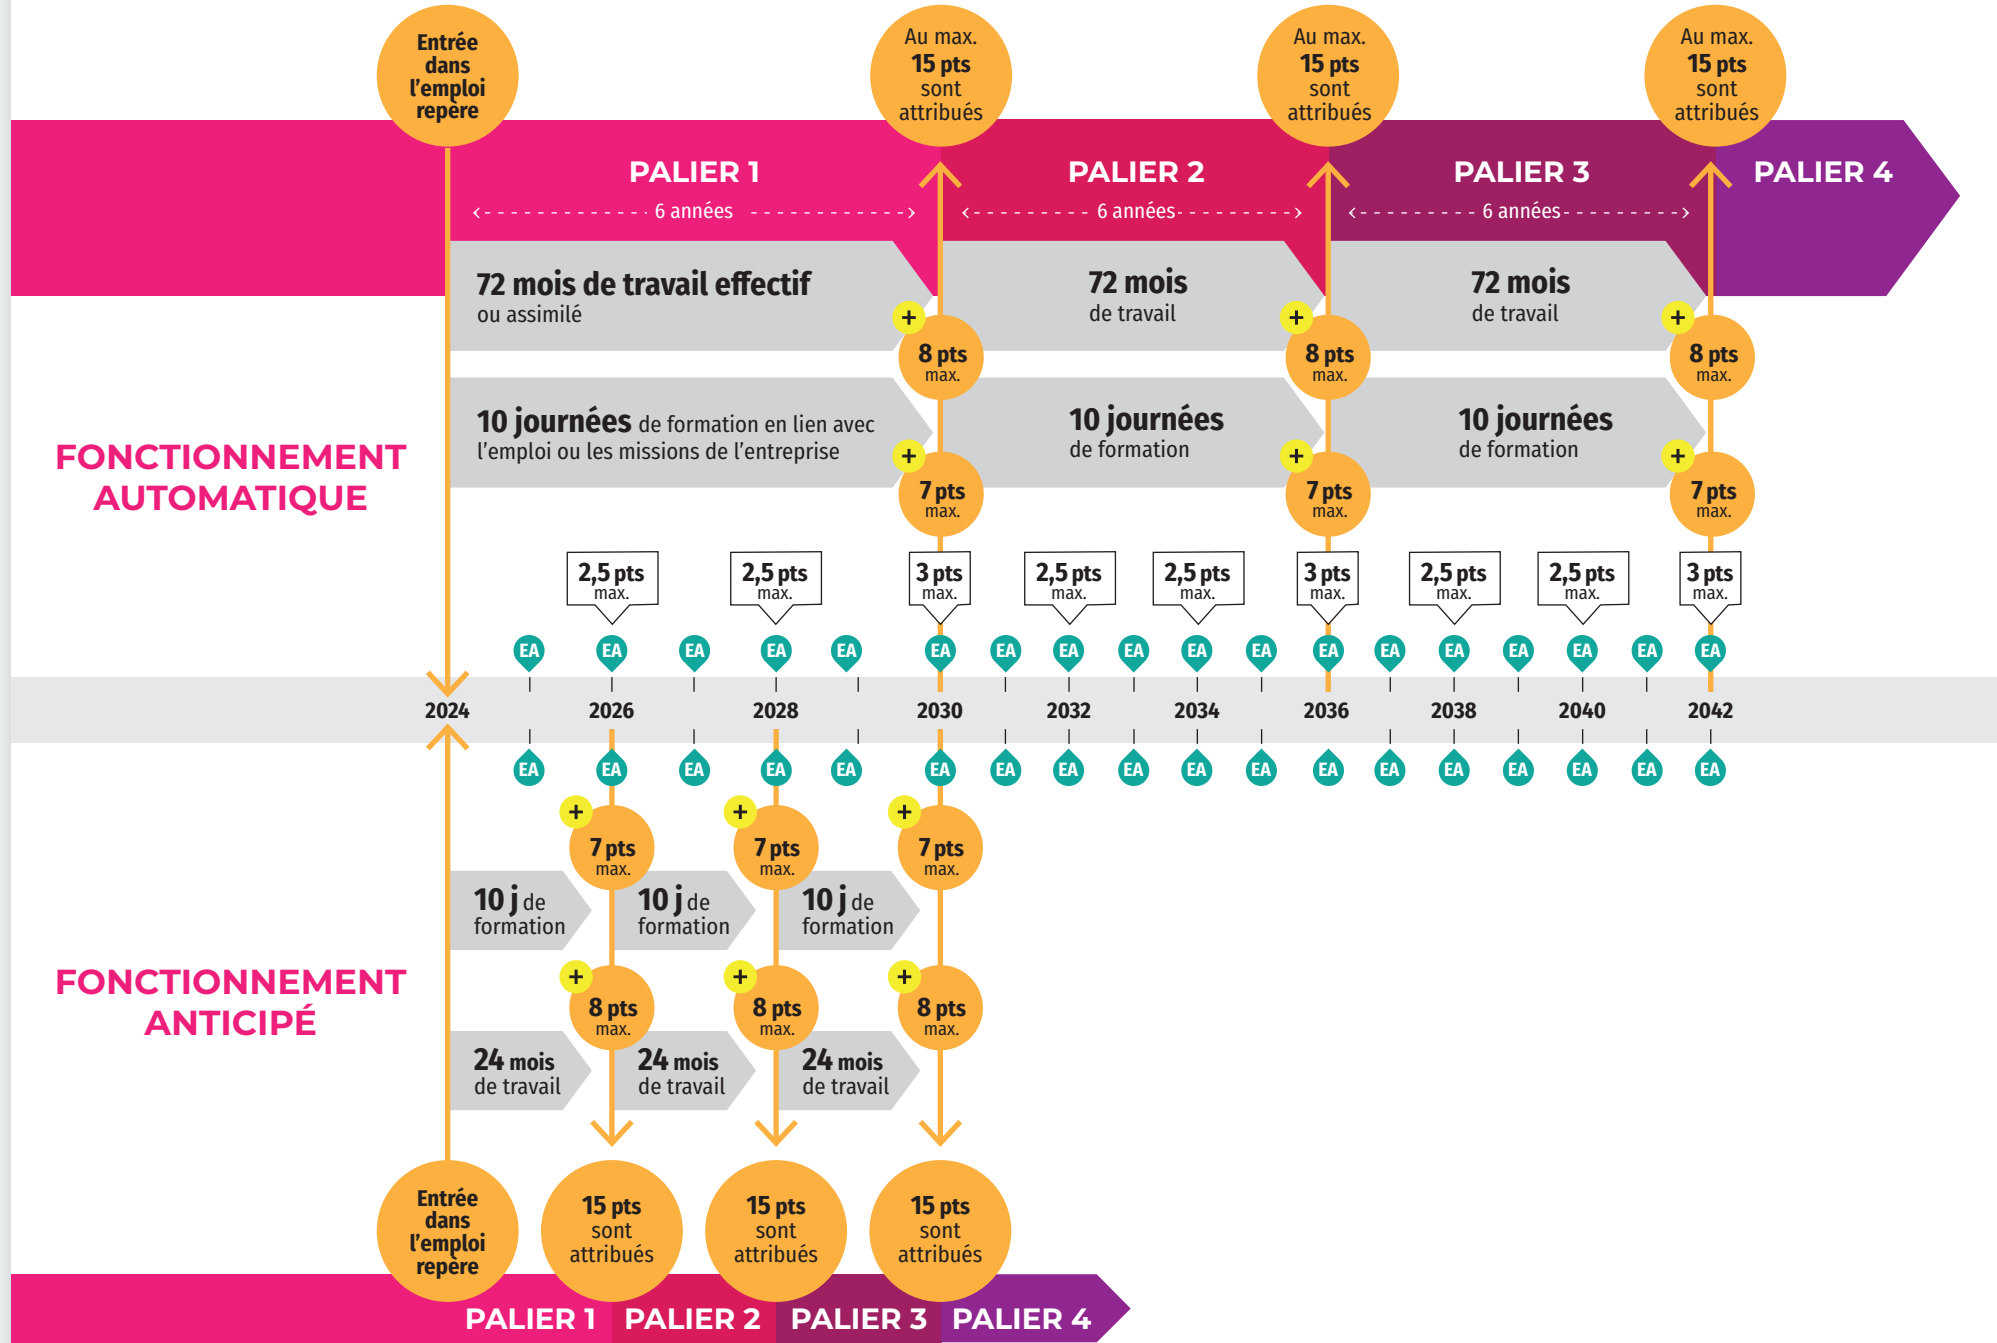 Entrée
dans
l'emploi
repère
Au max.
15 pts
sont
attribués
Au max.
15 pts
sont
attribués
Au max.
15 pts
sont
attribués
PALIER 1
PALIER 2
PALIER 3
PALIER 4
6 années
6 années
6 années
72 mois de travail effectif
ou assimilé
72 mois
de travail
72 mois
de travail
+
+
+
8 pts
max.
8 pts
max.
8 pts
max.
10 journées de formation en lien avec
l'emploi ou les missions de l'entreprise
10 journées
de formation
10 journées
de formation
+
+
+
7 pts
max.
7 pts
max.
7 pts
max.
FONCTIONNEMENT
AUTOMATIQUE
2,5 pts
max.
2,5 pts
max.
3 pts
max.
2,5 pts
max.
2,5 pts
max.
3 pts
max.
2,5 pts
max.
2,5 pts
max.
3 pts
max.
EA EA EA EA EA EA EA EA EA EA EA EA EA EA EA EA EA EA
2024 2026 2028 2030 2032 2034 2036 2038 2040 2042
EA EA EA EA EA EA EA EA EA EA EA EA EA EA EA EA EA EA
+
+
+
7 pts
max.
7 pts
max.
7 pts
max.
10 j de
formation
10 j de
formation
10 j de
formation
FONCTIONNEMENT
ANTICIPÉ
+
+
+
8 pts
max.
8 pts
max.
8 pts
max.
24 mois
de travail
24 mois
de travail
24 mois
de travail
Entrée
dans
l'emploi
repère
15 pts
sont
attribués
15 pts
sont
attribués
15 pts
sont
attribués
PALIER 1
PALIER 2
PALIER 3
PALIER 4